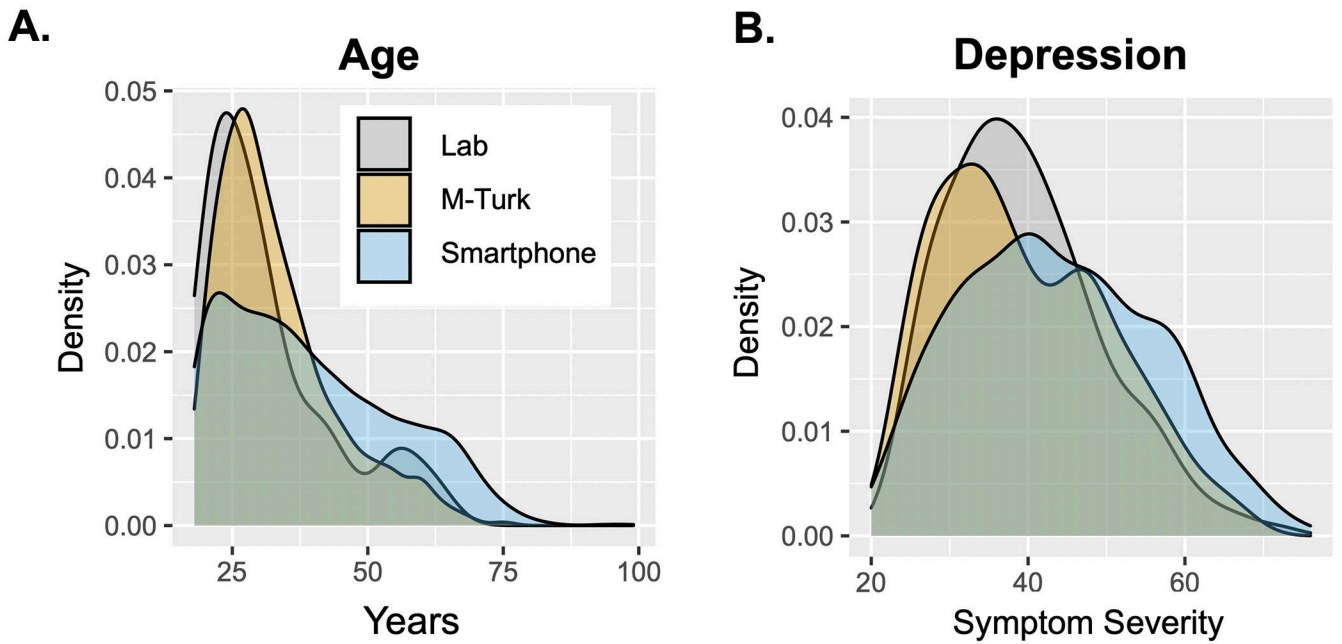 A.
Age
0.05
0.04
0.03
0.02
0.01
0.00
Density
25 50 75 100
Years
Lab
M-Turk
Smartphone
B.
Depression
0.04
0.03
0.02
0.01
0.00
Density
20 40 60
Symptom Severity